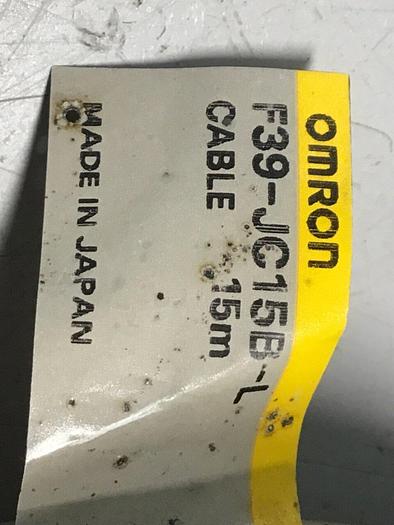 OMRON
F39-JC15B-L
CABLE 15m
MADE IN JAPAN